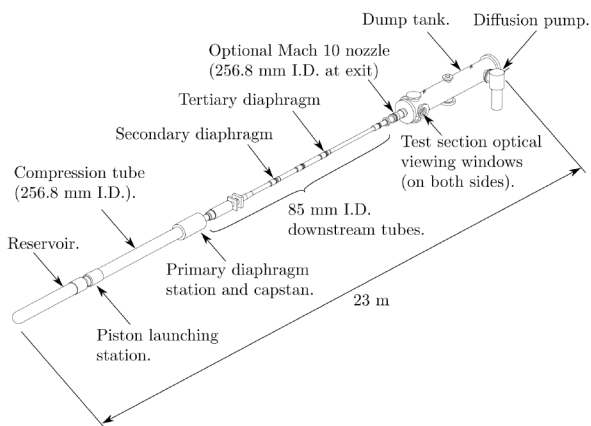 Dump tank.
Diffusion pump.
Optional Mach 10 nozzle
(256.8 mm I.D. at exit)
Tertiary diaphragm
Secondary diaphragm
Test section optical
viewing windows
(on both sides).
Compression tube
(256.8 mm I.D.).
85 mm I.D.
downstream tubes.
Reservoir.
Primary diaphragm
station and capstan.
23 m
Piston launching
station.